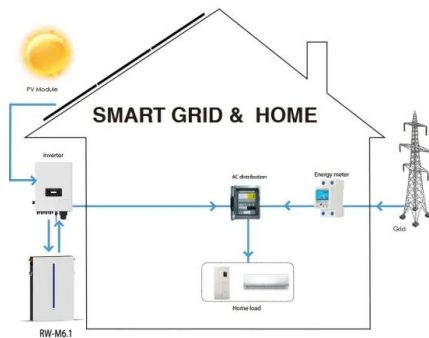 PV Module
SMART GRID & HOME
Inverter
AC distribution
Energy meter
Grid
Home load
RW-M6.1